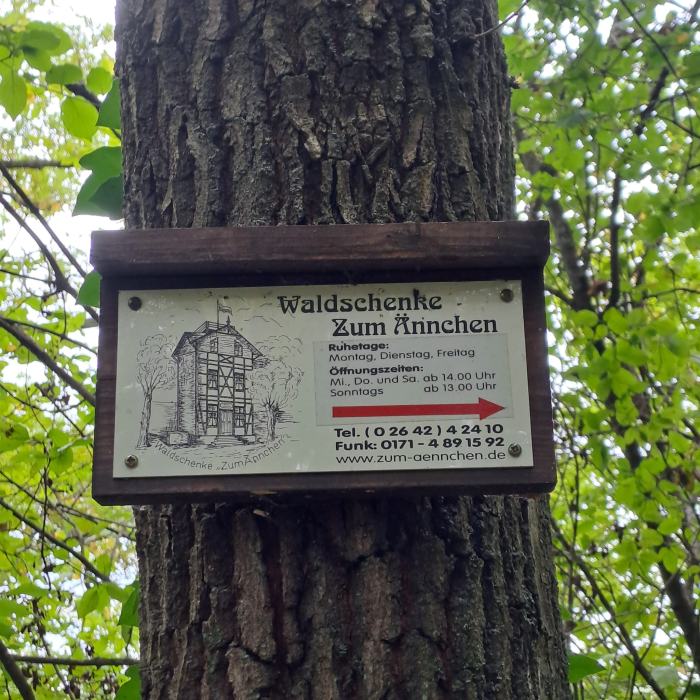 Waldschenke
Zum Ännchen
Ruhetage:
Montag, Dienstag, Freitag
Öffnungszeiten:
Mi., Do. und Sa. ab 14.00 Uhr
Sonntags ab 13.00 Uhr
Tel. ( 0 26 42 ) 4 24 10
Funk: 0171 - 4 89 15 92
www.zum-aennchen.de
Waldschenke „Zum Ännchen"